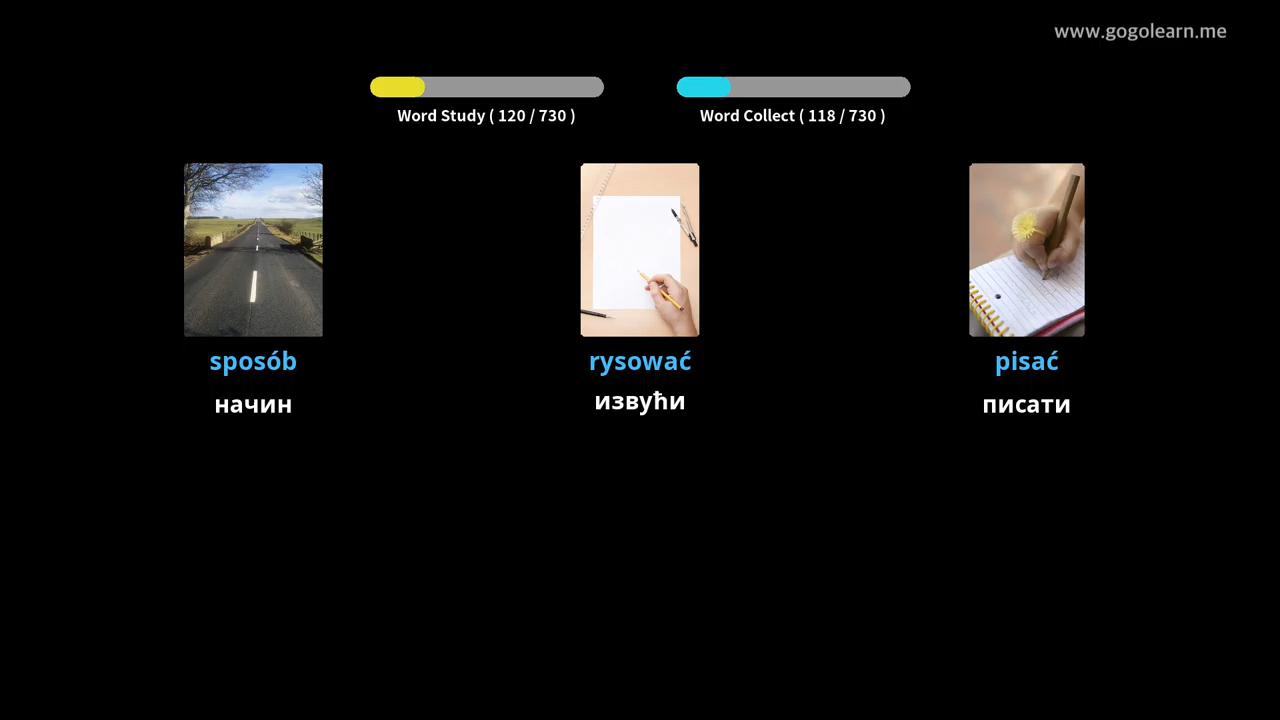 www.gogolearn.me
Word Study ( 120 / 730 )
Word Collect ( 118 / 730 )
sposób
rysować
pisać
начин
извући
писати